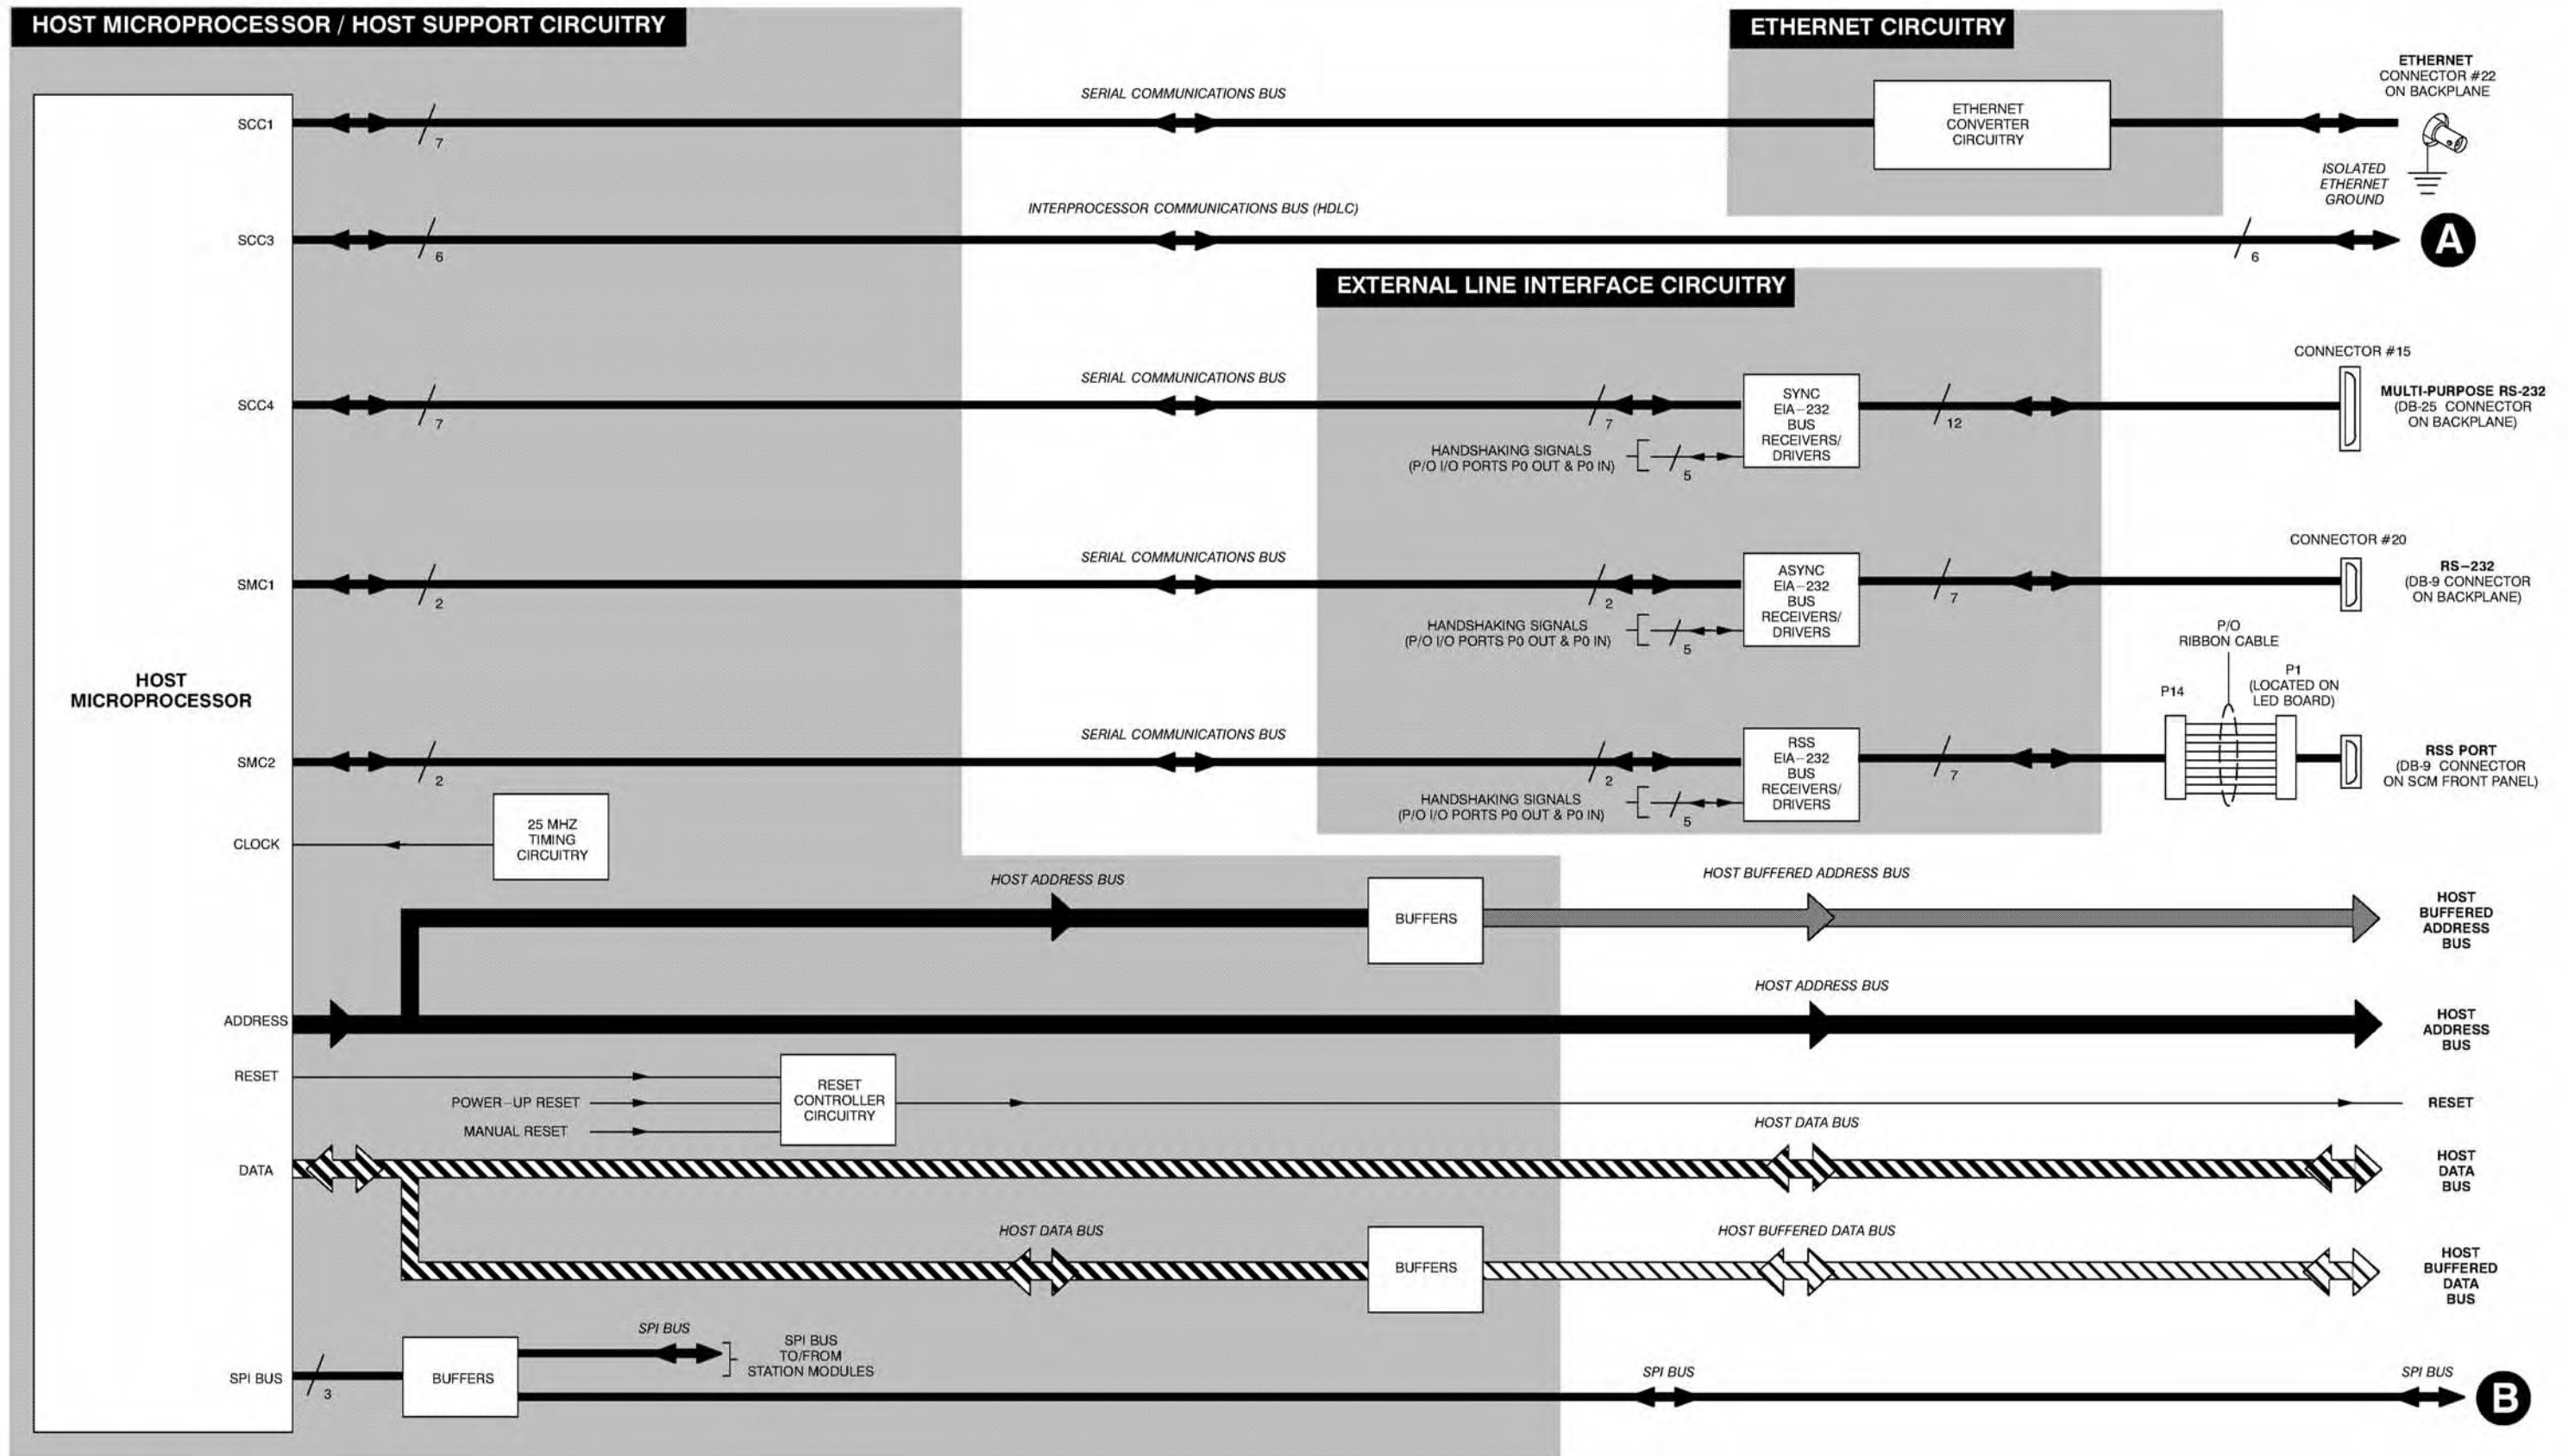 HOST MICROPROCESSOR / HOST SUPPORT CIRCUITRY
ETHERNET CIRCUITRY
ETHERNET
CONNECTOR #22
ON BACKPLANE
SCC1
7
SERIAL COMMUNICATIONS BUS
ETHERNET
CONVERTER
CIRCUITRY
ISOLATED
ETHERNET
GROUND
INTERPROCESSOR COMMUNICATIONS BUS (HDLC)
SCC3
6
6
A
EXTERNAL LINE INTERFACE CIRCUITRY
CONNECTOR #15
SERIAL COMMUNICATIONS BUS
SCC4
7
7
SYNC
EIA-232
BUS
RECEIVERS/
DRIVERS
12
MULTI-PURPOSE RS-232
(DB-25 CONNECTOR
ON BACKPLANE)
HANDSHAKING SIGNALS
(P/O I/O PORTS P0 OUT & P0 IN)
5
CONNECTOR #20
SERIAL COMMUNICATIONS BUS
SMC1
2
2
ASYNC
EIA-232
BUS
RECEIVERS/
DRIVERS
7
RS-232
(DB-9 CONNECTOR
ON BACKPLANE)
HANDSHAKING SIGNALS
(P/O I/O PORTS P0 OUT & P0 IN)
5
P/O
RIBBON CABLE
P14
P1
(LOCATED ON
LED BOARD)
HOST
MICROPROCESSOR
SERIAL COMMUNICATIONS BUS
SMC2
2
2
RSS
EIA-232
BUS
RECEIVERS/
DRIVERS
7
RSS PORT
(DB-9 CONNECTOR
ON SCM FRONT PANEL)
HANDSHAKING SIGNALS
(P/O I/O PORTS P0 OUT & P0 IN)
5
CLOCK
25 MHZ
TIMING
CIRCUITRY
HOST ADDRESS BUS
BUFFERS
HOST BUFFERED ADDRESS BUS
HOST
BUFFERED
ADDRESS
BUS
ADDRESS
HOST ADDRESS BUS
HOST
ADDRESS
BUS
RESET
POWER-UP RESET
MANUAL RESET
RESET
CONTROLLER
CIRCUITRY
RESET
DATA
HOST DATA BUS
HOST
DATA
BUS
HOST DATA BUS
BUFFERS
HOST BUFFERED DATA BUS
HOST
BUFFERED
DATA
BUS
SPI BUS
3
BUFFERS
SPI BUS
SPI BUS
TO/FROM
STATION MODULES
SPI BUS
SPI BUS
B